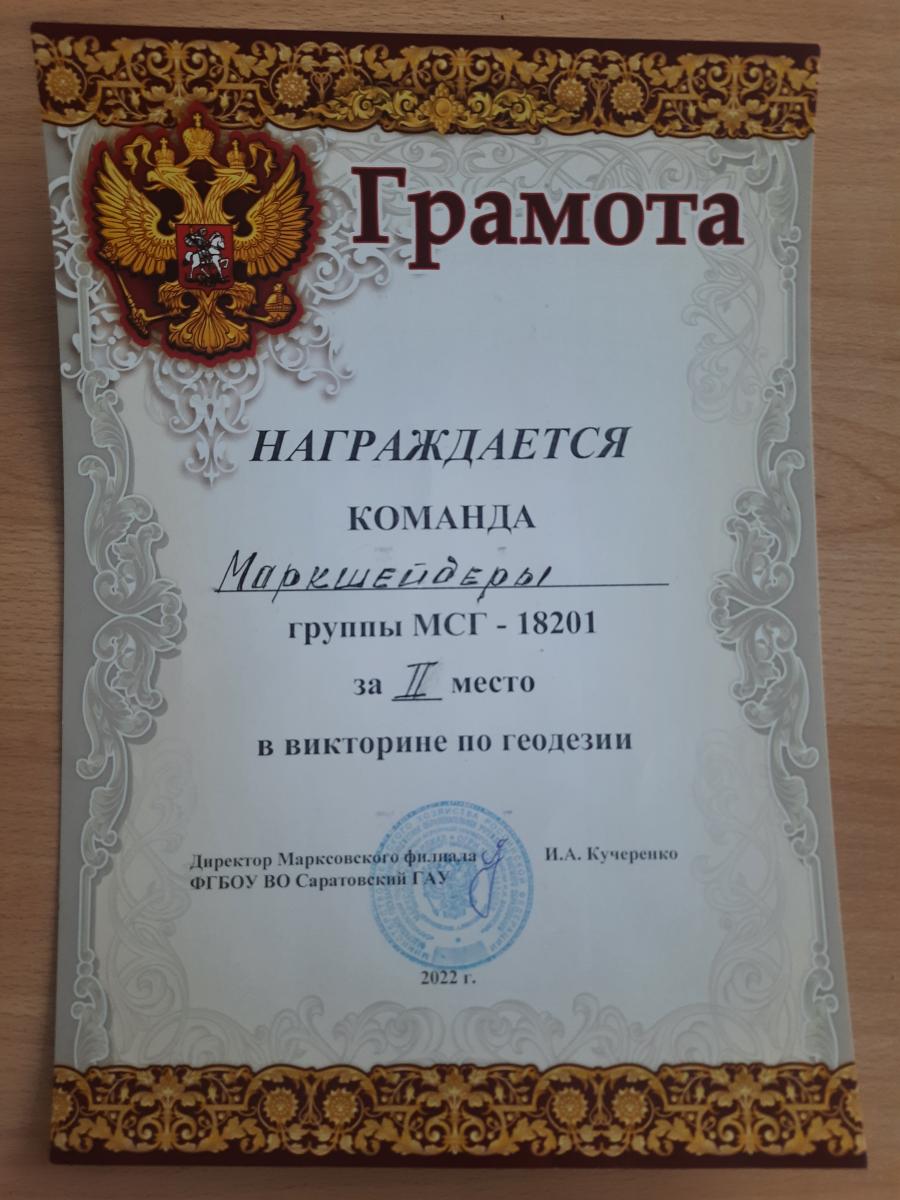 Грамота
НАГРАЖДАЕТСЯ
КОМАНДА
Маркшейдеры
группы МСГ - 18201
за II место
в викторине по геодезии
Директор Марксовского филиала
ФГБОУ ВО Саратовский ГАУ
И.А. Кучеренко
2022 г.